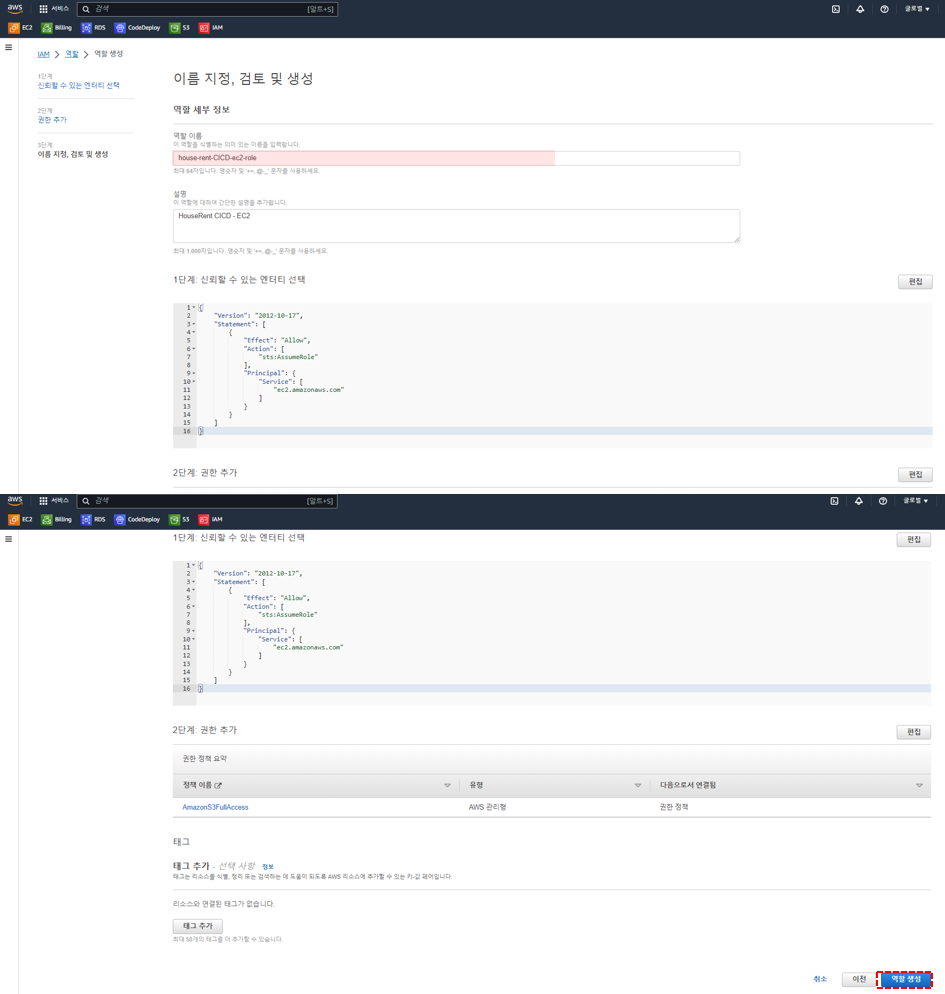 aws 서비스 검색 [알트+S] 글로벌 ▼
EC2 Billing RDS CodeDeploy S3 IAM
IAM > 역할 > 역할 생성
1단계
신뢰할 수 있는 엔터티 선택
2단계
권한 추가
3단계
이름 지정, 검토 및 생성
이름 지정, 검토 및 생성
역할 세부 정보
역할 이름
이 역할을 식별하는 의미 있는 이름을 입력합니다.
house-rent-CICD-ec2-role
최대 64자입니다. 영숫자 및 '+=,.@-_' 문자를 사용하세요.
설명
이 역할에 대하여 간단한 설명을 추가합니다.
HouseRent CICD - EC2
최대 1,000자입니다. 영숫자 및 '+=,.@-_' 문자를 사용하세요.
1단계: 신뢰할 수 있는 엔터티 선택 편집
1 {
2 "Version": "2012-10-17",
3 "Statement": [
4 {
5 "Effect": "Allow",
6 "Action": [
7 "sts:AssumeRole"
8 ],
9 "Principal": {
10 "Service": [
11 "ec2.amazonaws.com"
12 ]
13 }
14 }
15 ]
16 }
2단계: 권한 추가 편집
aws 서비스 검색 [알트+S] 글로벌 ▼
EC2 Billing RDS CodeDeploy S3 IAM
1단계: 신뢰할 수 있는 엔터티 선택 편집
1 {
2 "Version": "2012-10-17",
3 "Statement": [
4 {
5 "Effect": "Allow",
6 "Action": [
7 "sts:AssumeRole"
8 ],
9 "Principal": {
10 "Service": [
11 "ec2.amazonaws.com"
12 ]
13 }
14 }
15 ]
16 }
2단계: 권한 추가 편집
권한 정책 요약
정책 이름 유형 다음으로서 연결됨
AmazonS3FullAccess AWS 관리형 권한 정책
태그
태그 추가 - 선택 사항 정보
태그는 리소스를 식별, 정리 또는 검색하는 데 도움이 되도록 AWS 리소스에 추가할 수 있는 키-값 페어입니다.
리소스와 연결된 태그가 없습니다.
태그 추가
최대 50개의 태그를 더 추가할 수 있습니다.
취소 이전 역할 생성